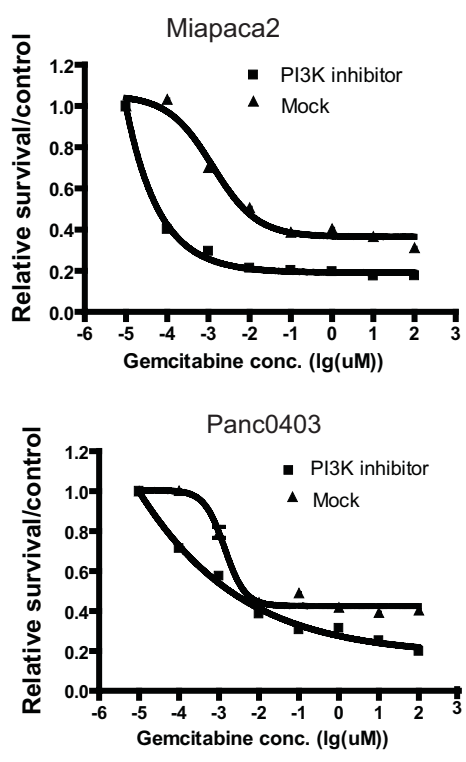 Miapaca2
Relative survival/control
1.2
1.0
0.8
0.6
0.4
0.2
0.0
PI3K inhibitor
Mock
-6 -5 -4 -3 -2 -1 0 1 2 3
Gemcitabine conc. (lg(uM))
Panc0403
Relative survival/control
1.2
1.0
0.8
0.6
0.4
0.2
0.0
PI3K inhibitor
Mock
-6 -5 -4 -3 -2 -1 0 1 2 3
Gemcitabine conc. (lg(uM))